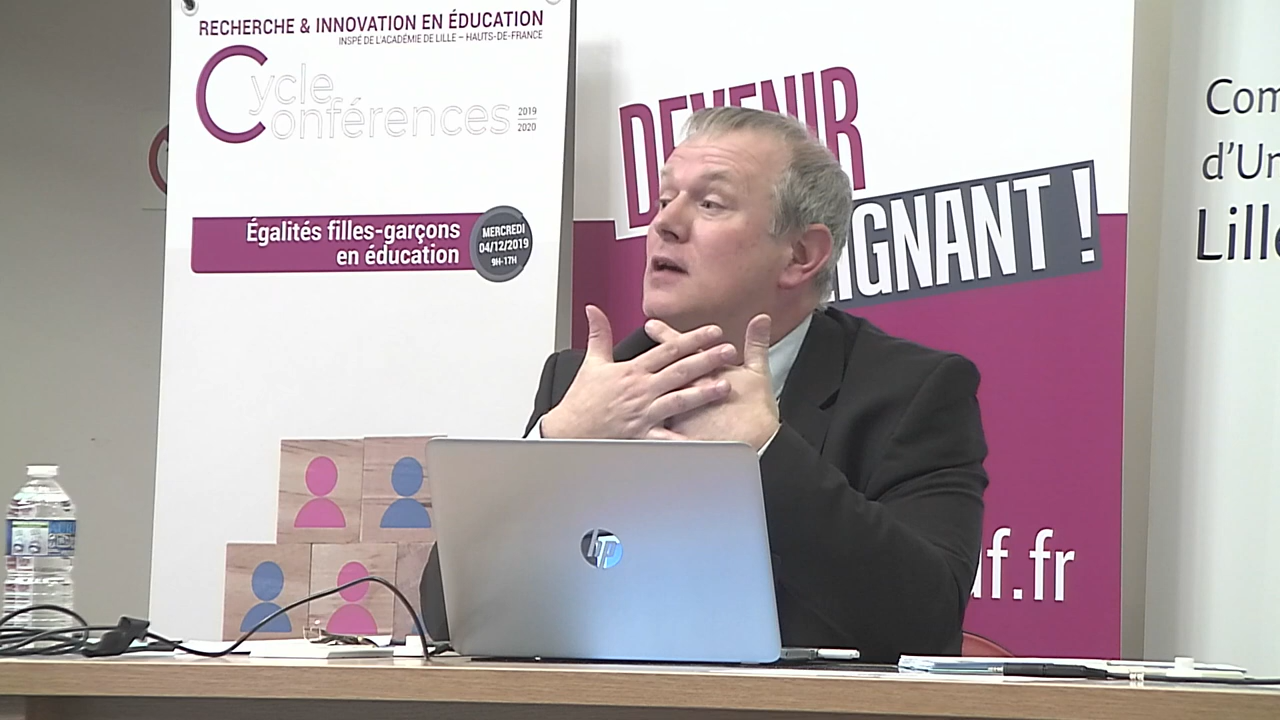 RECHERCHE & INNOVATION EN ÉDUCATION
INSPÉ DE L'ACADÉMIE DE LILLE – HAUTS-DE-FRANCE
Cycle
Conférences
2019
2020
Égalités filles-garçons
en éducation
MERCREDI
04/12/2019
9H-17H
DEVENIR
IGNANT !
af.fr
Com
d'Un
Lille
hp